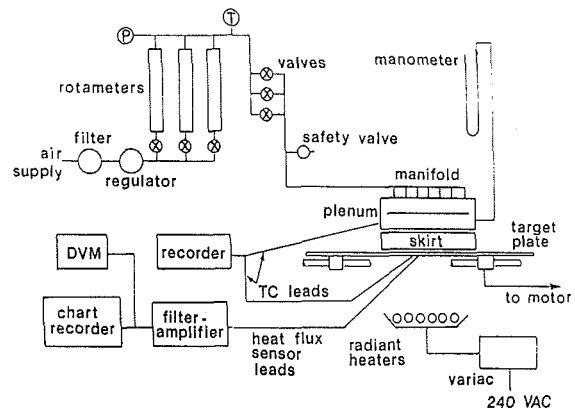 P
T
valves
manometer
rotameters
filter
air
supply
regulator
safety valve
manifold
plenum
skirt
target
plate
DVM
recorder
TC leads
to motor
chart
recorder
filter-
amplifier
heat flux
sensor
leads
radiant
heaters
variac
240 VAC